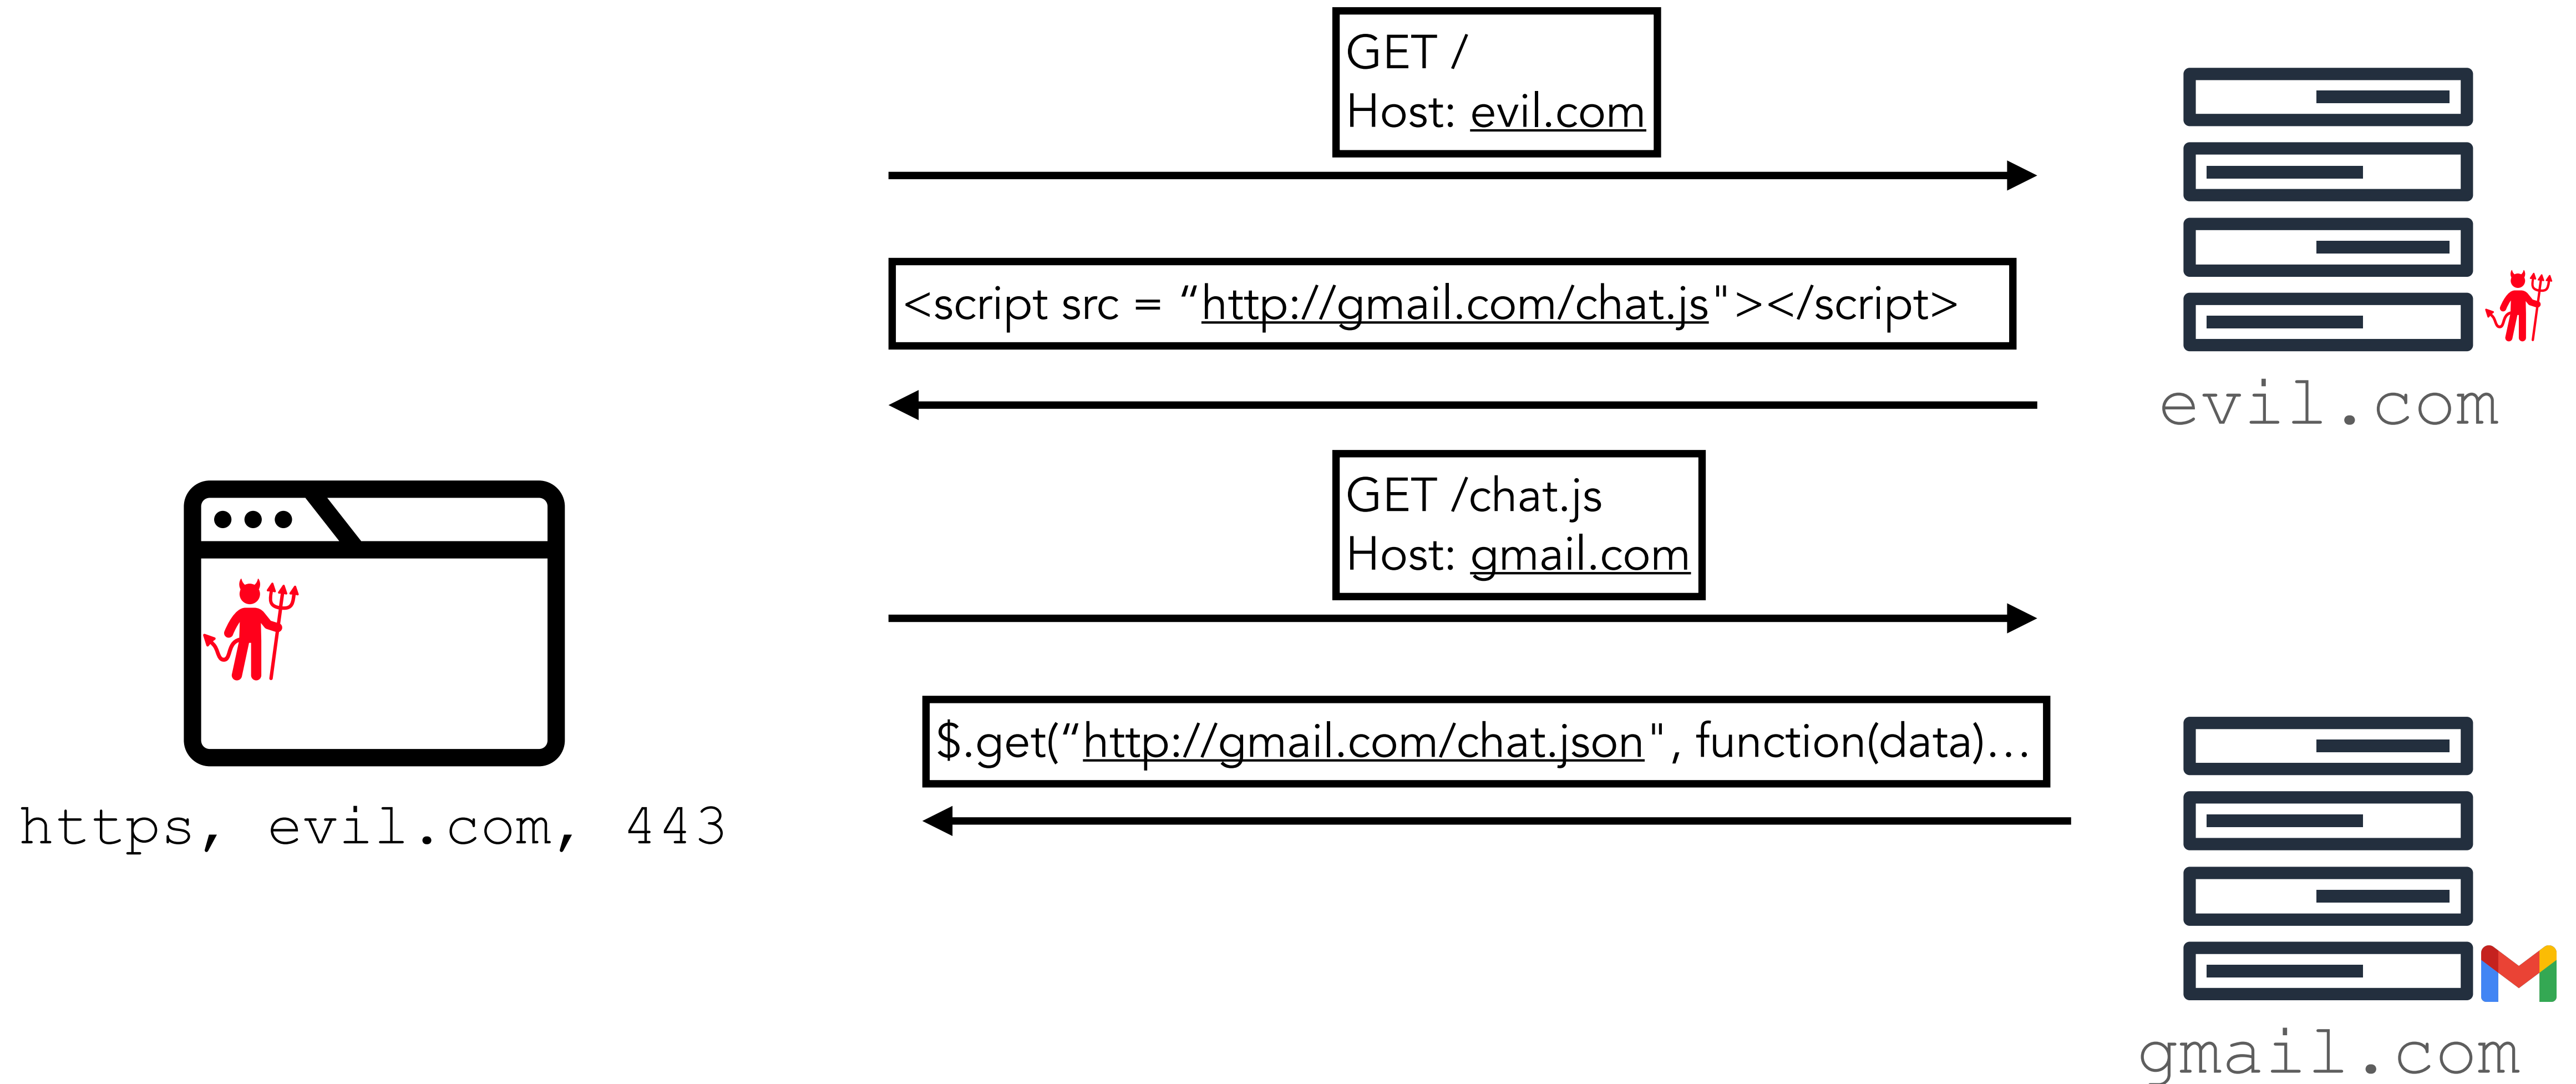 GET /
Host: evil.com
<script src = “http://gmail.com/chat.js"></script>
evil.com
GET /chat.js
Host: gmail.com
$.get(“http://gmail.com/chat.json", function(data)…
https, evil.com, 443
gmail.com